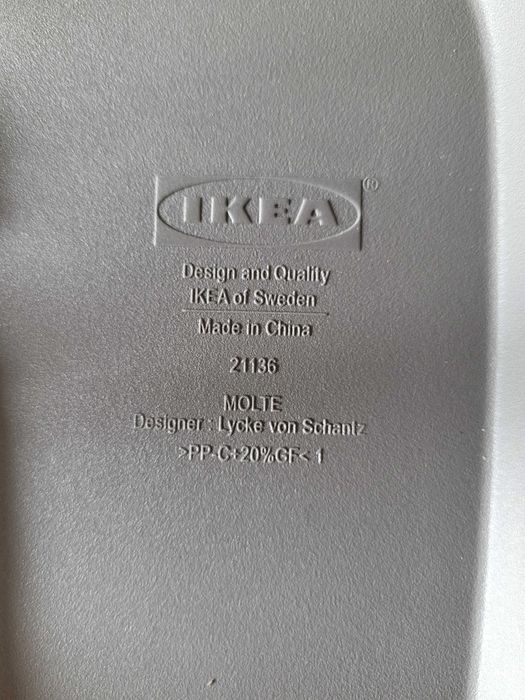 IKEA®
Design and Quality
IKEA of Sweden
Made in China
21136
MOLTE
Designer : Lycke von Schantz
>PP-C+20%GF< 1